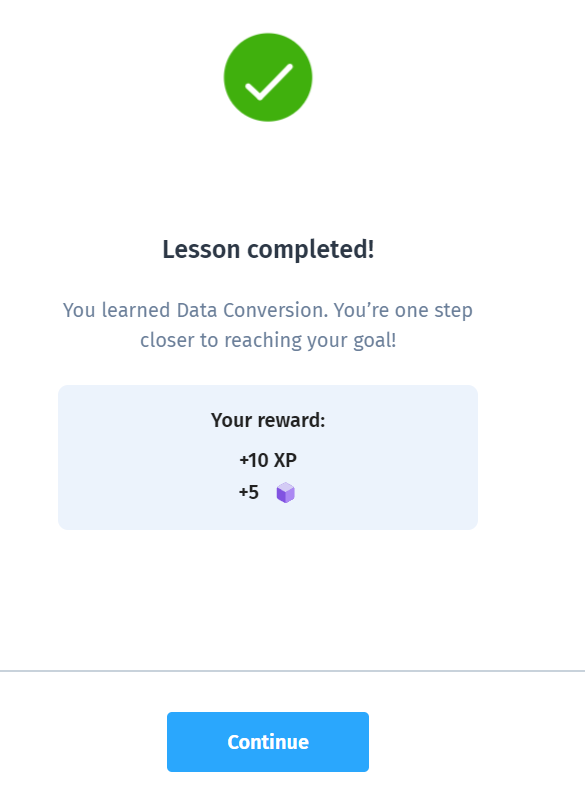 Lesson completed!
You learned Data Conversion. You’re one step
closer to reaching your goal!
Your reward:
+10 XP
+5
Continue